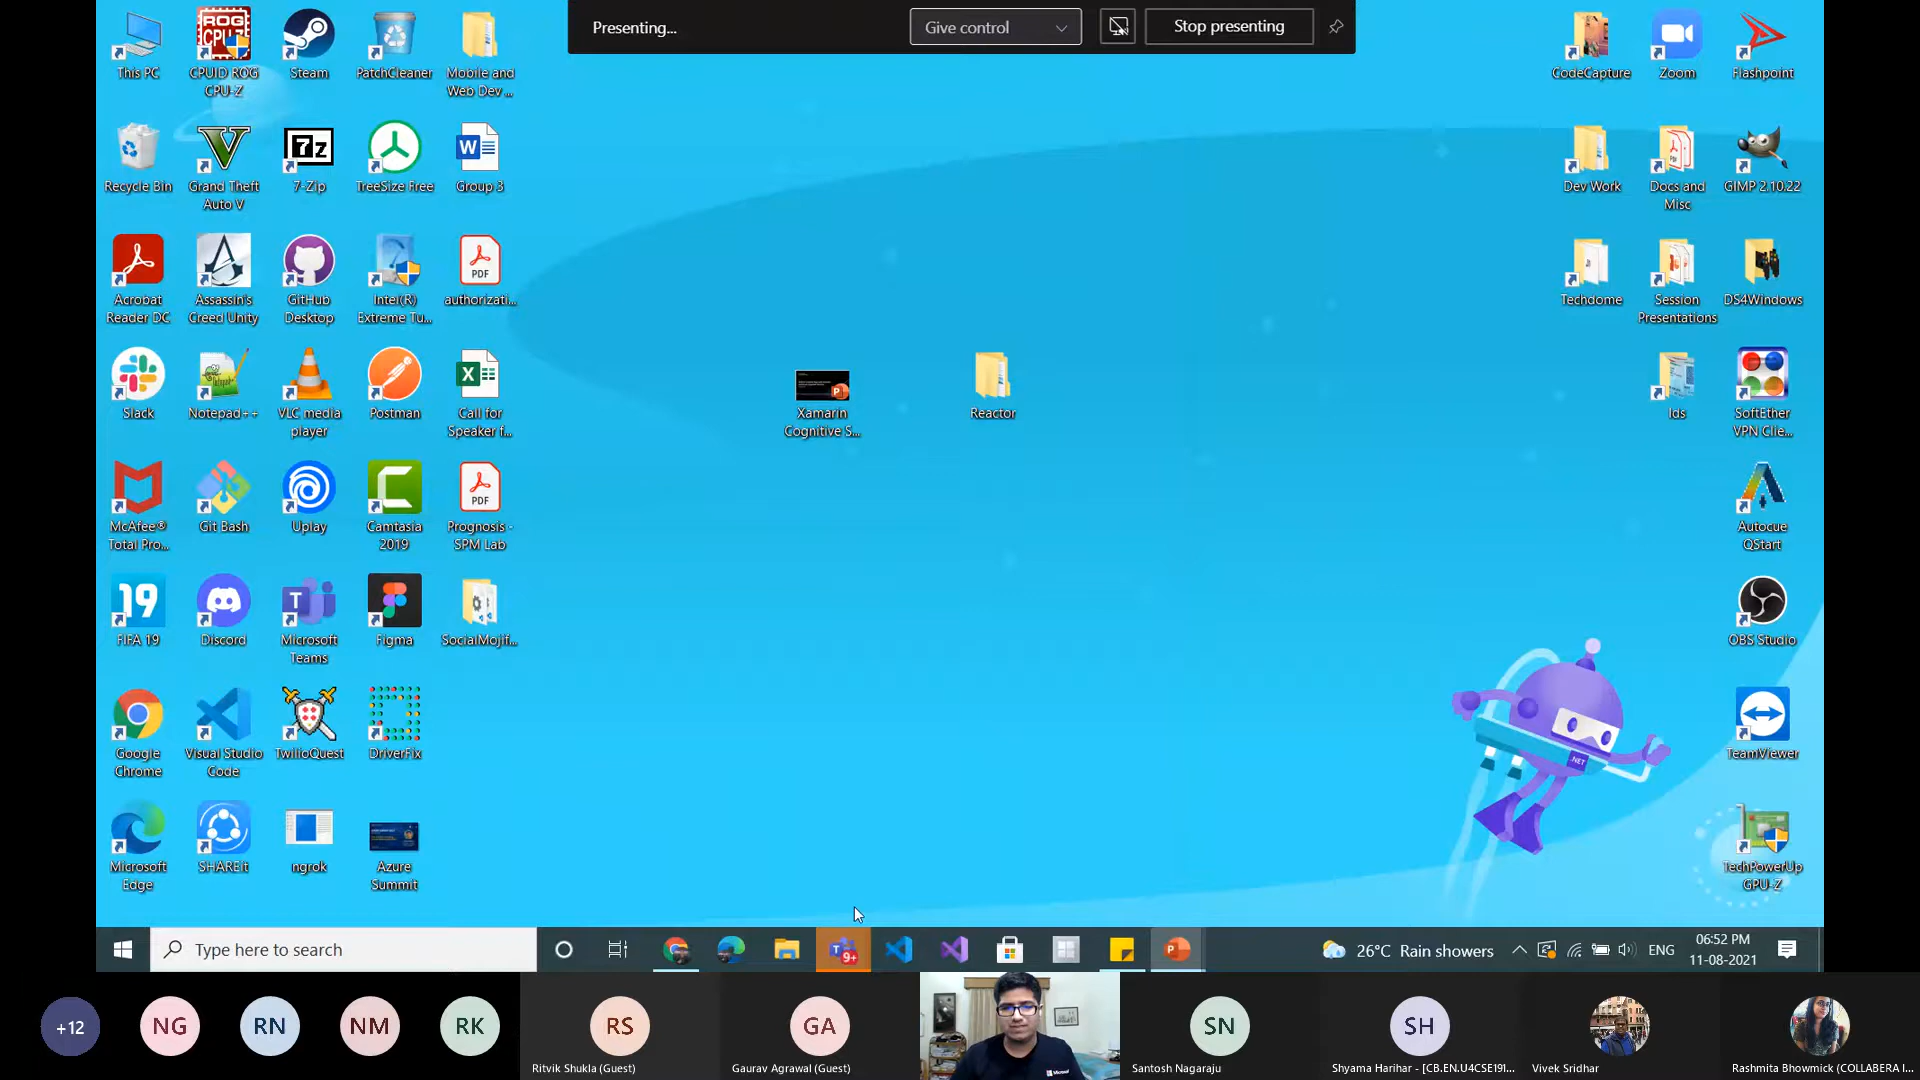 Presenting...
Give control
Stop presenting
This PC
CPUID ROG
CPU-Z
Steam
PatchCleaner
Mobile and
Web Dev ...
CodeCapture
Zoom
Flashpoint
Recycle Bin
Grand Theft
Auto V
7-Zip
TreeSize Free
Group 3
Dev Work
Docs and
Misc
GIMP 2.10.22
Acrobat
Reader DC
Assassin's
Creed Unity
GitHub
Desktop
Intel(R)
Extreme Tu...
authorizati...
Techdome
Session
Presentations
DS4Windows
Slack
Notepad++
VLC media
player
Postman
Call for
Speaker f...
Xamarin
Cognitive S...
Reactor
Ids
SoftEther
VPN Clie...
McAfee®
Total Pro...
Git Bash
Uplay
Camtasia
2019
Prognosis -
SPM Lab
Autocue
QStart
FIFA 19
Discord
Microsoft
Teams
Figma
SocialMojif...
OBS Studio
Google
Chrome
Visual Studio
Code
TwilioQuest
DriverFix
.NET
TeamViewer
Microsoft
Edge
SHAREit
ngrok
Azure
Summit
TechPowerUp
GPU-Z
Type here to search
9+
26°C Rain showers
ENG
06:52 PM
11-08-2021
+12
NG
RN
NM
RK
RS
GA
SN
SH
Ritvik Shukla (Guest)
Gaurav Agrawal (Guest)
Microsoft
Santosh Nagaraju
Shyama Harihar - [CB.EN.U4CSE191...
Vivek Sridhar
Rashmita Bhowmick (COLLABERA I...